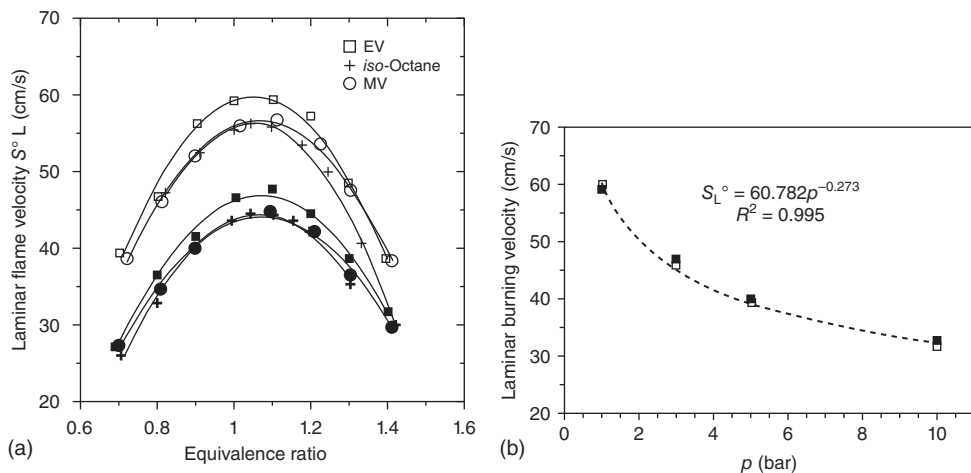 70
60
50
40
30
20
0.6 0.8 1 1.2 1.4 1.6
Laminar flame velocity S° L (cm/s)
Equivalence ratio
EV
iso-Octane
MV
(a)
70
60
50
40
30
20
0 2 4 6 8 10
Laminar burning velocity (cm/s)
p (bar)
S_L° = 60.782p^−0.273
R² = 0.995
(b)